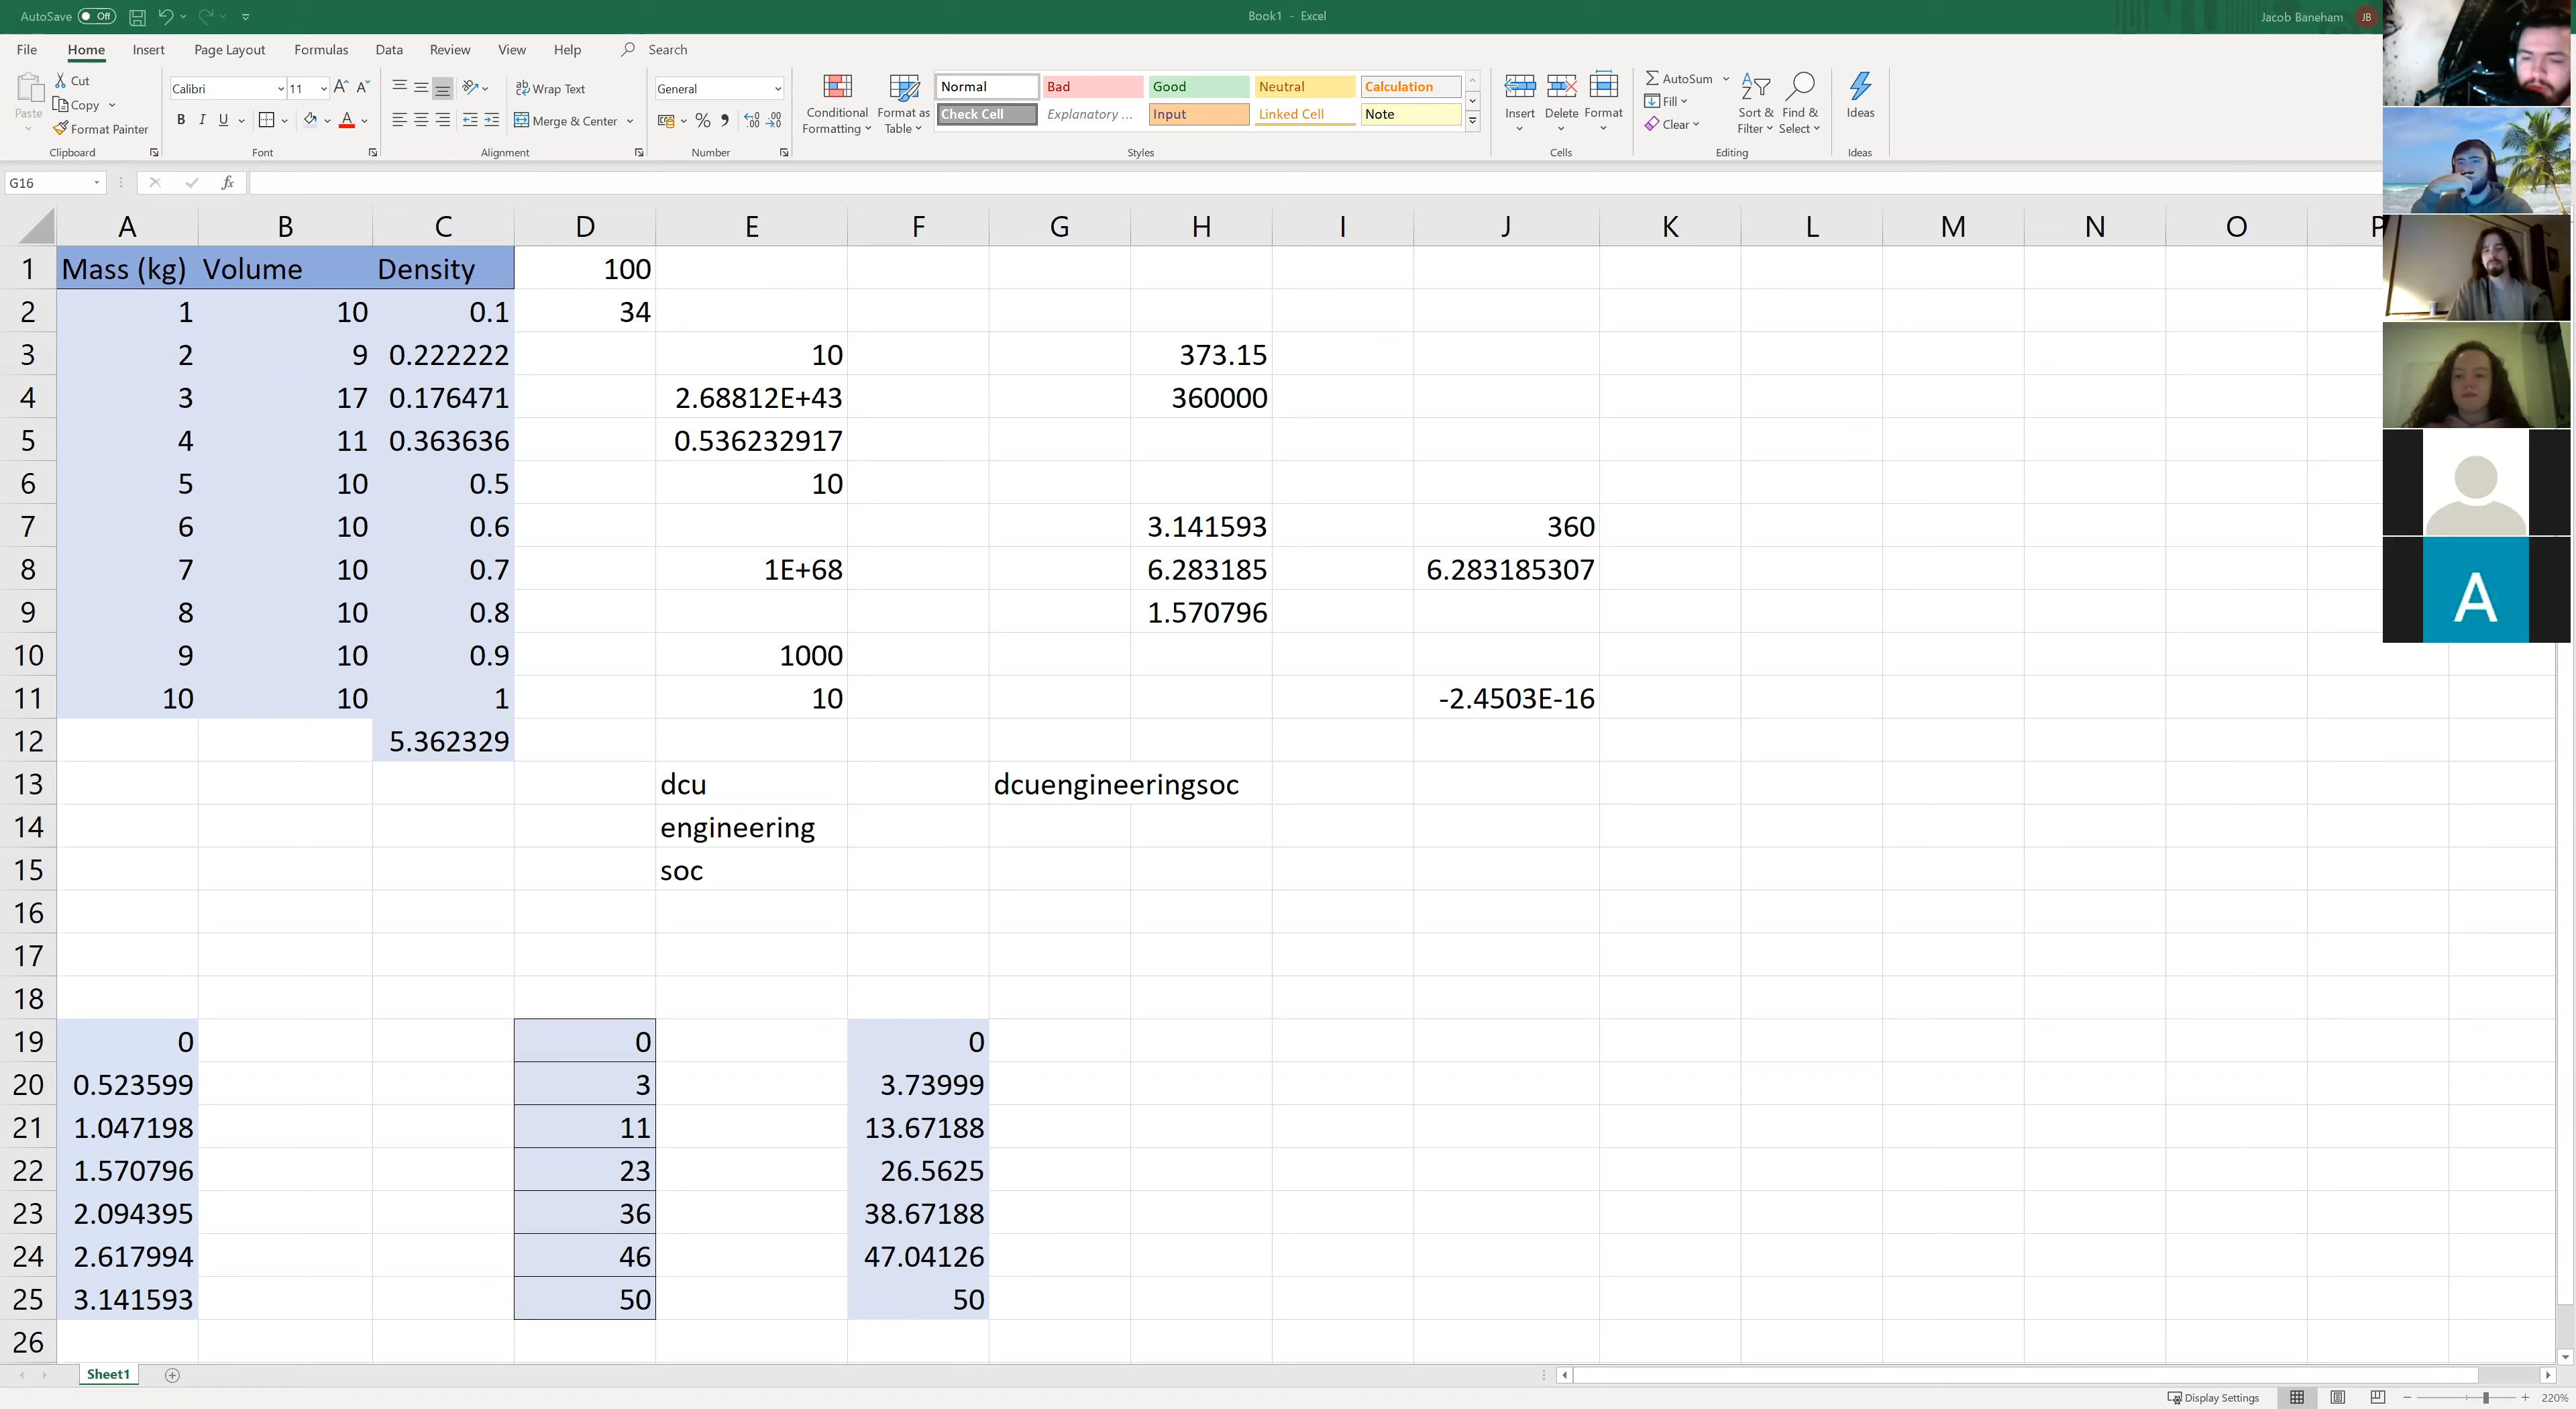 AutoSave Off Book1 - Excel Jacob Baneham JB
File Home Insert Page Layout Formulas Data Review View Help Search
Paste Cut Copy Format Painter Clipboard
Calibri 11 B I U Font
ab Wrap Text Merge & Center Alignment
General % Number
Conditional Formatting Format as Table
Normal Bad Good Neutral Calculation
Check Cell Explanatory ... Input Linked Cell Note
Styles
Insert Delete Format Cells
AutoSum Fill Clear Sort & Filter Find & Select Editing
Ideas Ideas
G16 fx
A B C D E F G H I J K L M N O P
1 Mass (kg) Volume Density 100
2 1 10 0.1 34
3 2 9 0.222222 10 373.15
4 3 17 0.176471 2.68812E+43 360000
5 4 11 0.363636 0.536232917
6 5 10 0.5 10
7 6 10 0.6 3.141593 360
8 7 10 0.7 1E+68 6.283185 6.283185307
9 8 10 0.8 1.570796
A
10 9 10 0.9 1000
11 10 10 1 10 -2.4503E-16
12 5.362329
13 dcu dcuengineeringsoc
14 engineering
15 soc
16
17
18
19 0 0 0
20 0.523599 3 3.73999
21 1.047198 11 13.67188
22 1.570796 23 26.5625
23 2.094395 36 38.67188
24 2.617994 46 47.04126
25 3.141593 50 50
26
Sheet1
Display Settings 220%